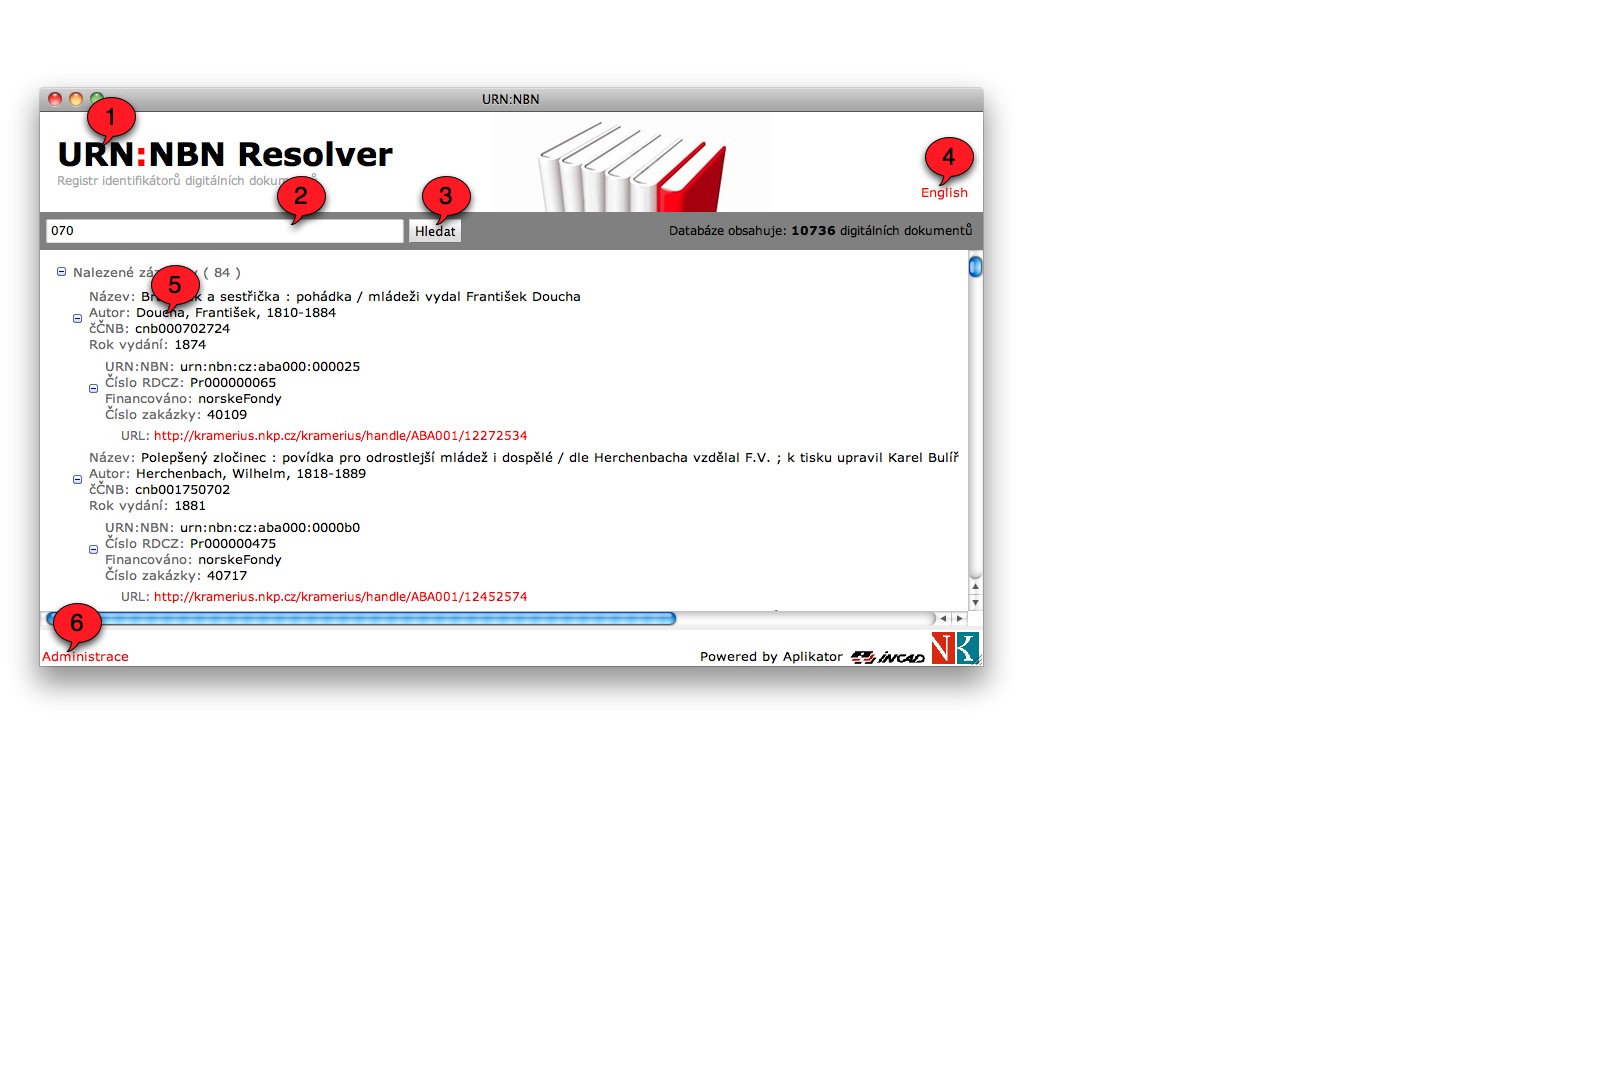 URN:NBN
1
URN:NBN Resolver
Registr identifikátorů digitálních
2
3
4
English
070
Hledat
Databáze obsahuje: 10736 digitálních dokumentů
Nalezené ( 84 )
5
Název: a sestřička : pohádka / mládeži vydal František Doucha
Autor: Doucha, František, 1810-1884
čČNB: cnb000702724
Rok vydání: 1874
URN:NBN: urn:nbn:cz:aba000:000025
Číslo RDCZ: Pr000000065
Financováno: norskeFondy
Číslo zakázky: 40109
URL: http://kramerius.nkp.cz/kramerius/handle/ABA001/12272534
Název: Polepšený zločinec : povídka pro odrostlejší mládež i dospělé / dle Herchenbacha vzdělal F.V. ; k tisku upravil Karel Bulíř
Autor: Herchenbach, Wilhelm, 1818-1889
čČNB: cnb001750702
Rok vydání: 1881
URN:NBN: urn:nbn:cz:aba000:0000b0
Číslo RDCZ: Pr000000475
Financováno: norskeFondy
Číslo zakázky: 40717
URL: http://kramerius.nkp.cz/kramerius/handle/ABA001/12452574
6
Administrace
Powered by Aplikator INCAD NK